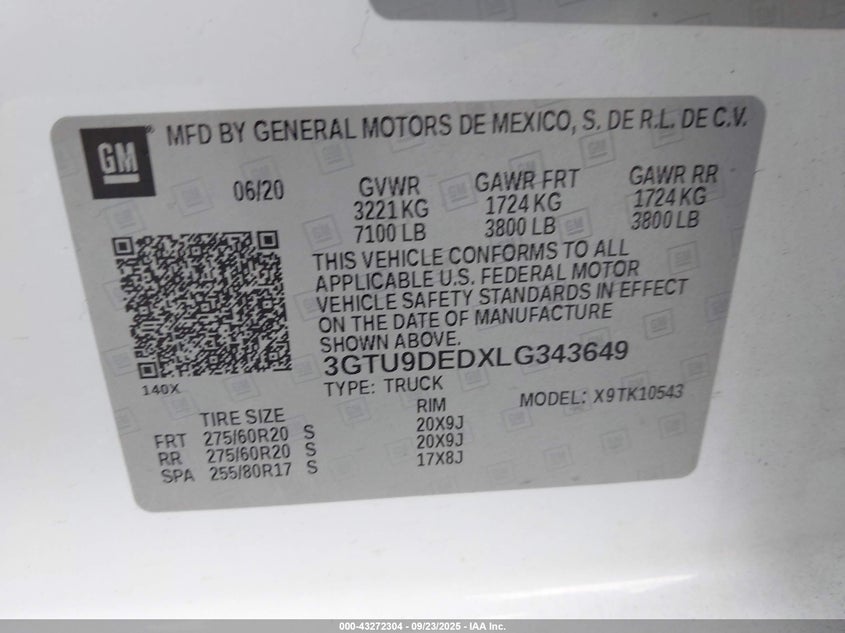 GM
MFD BY GENERAL MOTORS DE MEXICO, S. DE R.L. DE C.V.
06/20
GVWR GAWR FRT GAWR RR
3221 KG 1724 KG 1724 KG
7100 LB 3800 LB 3800 LB
THIS VEHICLE CONFORMS TO ALL
APPLICABLE U.S. FEDERAL MOTOR
VEHICLE SAFETY STANDARDS IN EFFECT
ON THE DATE OF MANUFACTURE
SHOWN ABOVE.
3GTU9DEDXLG343649
140X
TYPE: TRUCK MODEL: X9TK10543
TIRE SIZE RIM
FRT 275/60R20 S 20X9J
RR 275/60R20 S 20X9J
SPA 255/80R17 S 17X8J
000-43272304 - 09/23/2025 - IAA Inc.